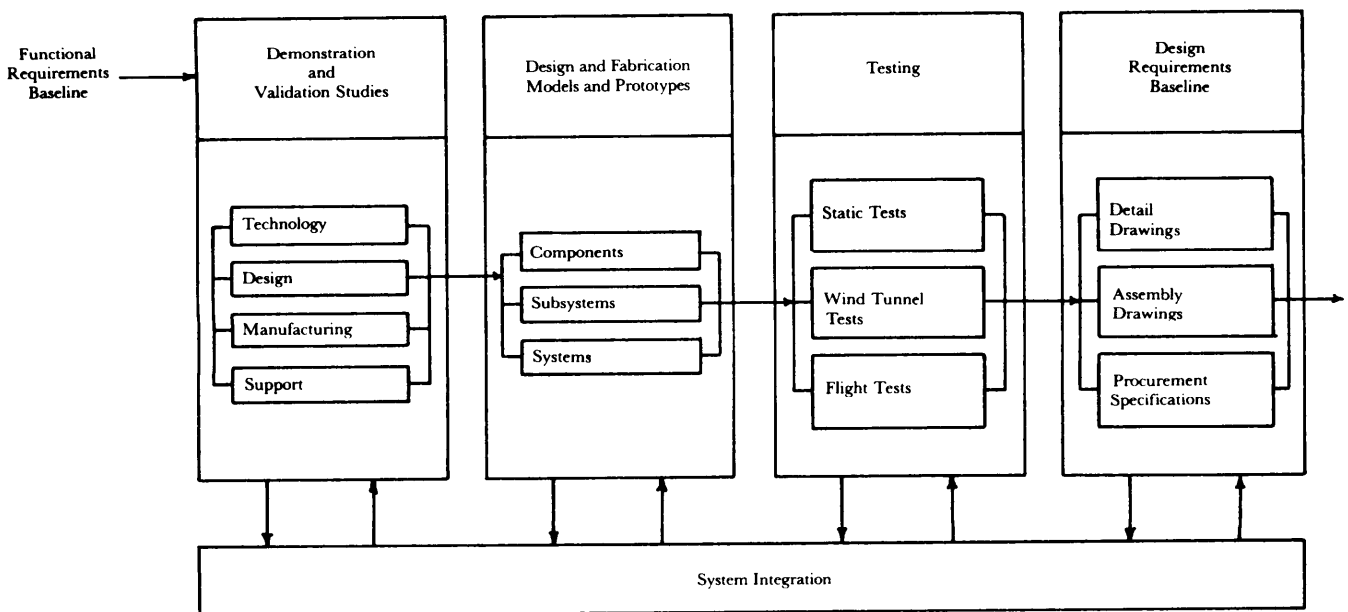 Functional
Requirements
Baseline
Demonstration
and
Validation Studies
Design and Fabrication
Models and Prototypes
Testing
Design
Requirements
Baseline
Technology
Design
Manufacturing
Support
Components
Subsystems
Systems
Static Tests
Wind Tunnel
Tests
Flight Tests
Detail
Drawings
Assembly
Drawings
Procurement
Specifications
System Integration